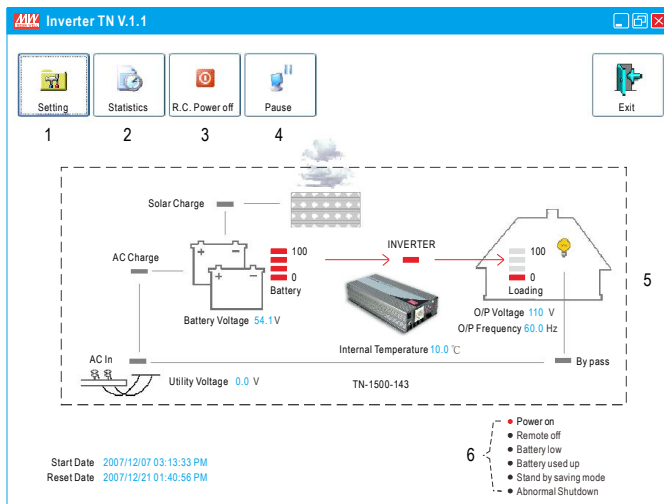 MW MEAN WELL Inverter TN V.1.1
Setting Statistics R.C. Power off Pause Exit
1 2 3 4
Solar Charge
AC Charge
+ -
+ -
100
0
Battery
INVERTER
100
0
Loading
5
Battery Voltage 54.1 V
O/P Voltage 110 V
O/P Frequency 60.0 Hz
Internal Temperature 10.0 ℃
AC In
By pass
Utility Voltage 0.0 V
TN-1500-143
6
Power on
Remote off
Battery low
Battery used up
Stand by saving mode
Abnormal Shutdown
Start Date 2007/12/07 03:13:33 PM
Reset Date 2007/12/21 01:40:56 PM